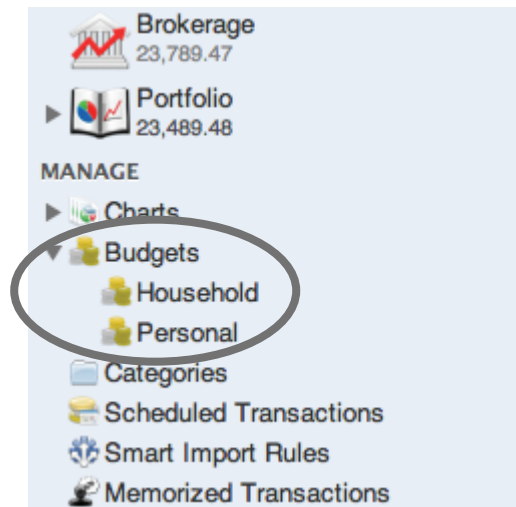 Brokerage
23,789.47
Portfolio
23,489.48
MANAGE
Charts
Budgets
Household
Personal
Categories
Scheduled Transactions
Smart Import Rules
Memorized Transactions